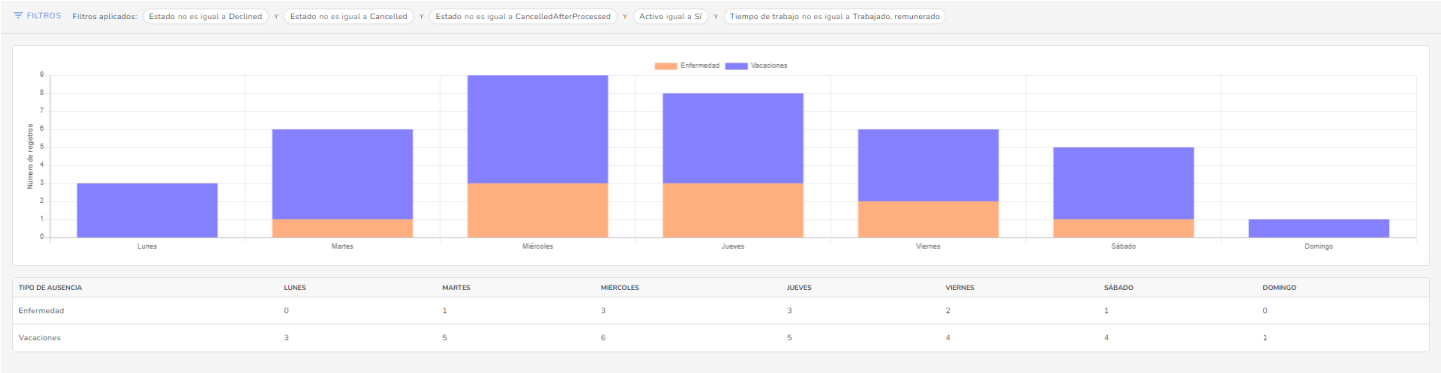 FILTROS Filtros aplicados: Estado no es igual a Declined Y Estado no es igual a Cancelled Y Estado no es igual a CancelledAfterProcessed Y Activo igual a Sí Y Tiempo de trabajo no es igual a Trabajado, remunerado
Enfermedad Vacaciones
Número de registros
9
8
7
6
5
4
3
2
1
0
Lunes Martes Miércoles Jueves Viernes Sábado Domingo
TIPO DE AUSENCIA LUNES MARTES MIÉRCOLES JUEVES VIERNES SÁBADO DOMINGO
Enfermedad 0 1 3 3 2 1 0
Vacaciones 3 5 6 5 4 4 1